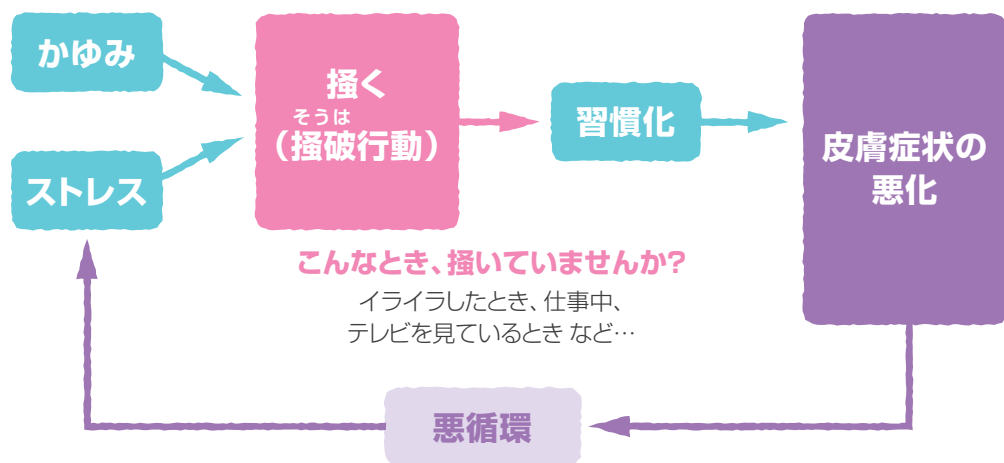 かゆみ
ストレス
掻く
そうは
（掻破行動）
習慣化
皮膚症状の
悪化
こんなとき、掻いていませんか?
イライラしたとき、仕事中、
テレビを見ているとき など…
悪循環